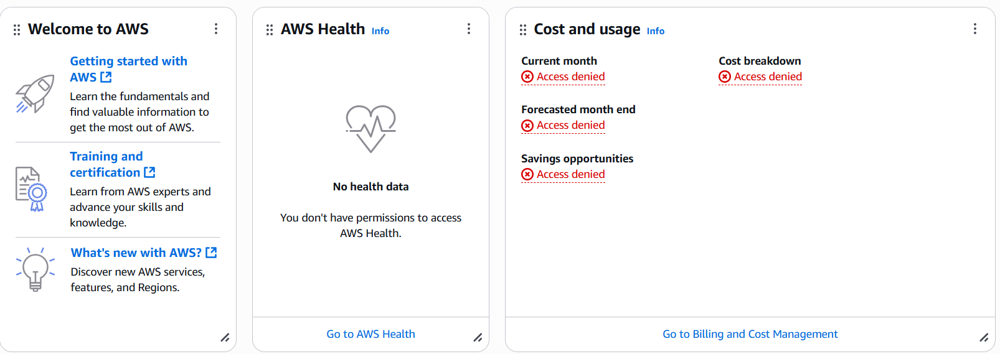 Welcome to AWS
Getting started with
AWS
Learn the fundamentals and
find valuable information to
get the most out of AWS.
Training and
certification
Learn from AWS experts and
advance your skills and
knowledge.
What's new with AWS?
Discover new AWS services,
features, and Regions.
AWS Health Info
No health data
You don't have permissions to access
AWS Health.
Go to AWS Health
Cost and usage Info
Current month
Access denied
Forecasted month end
Access denied
Savings opportunities
Access denied
Cost breakdown
Access denied
Go to Billing and Cost Management